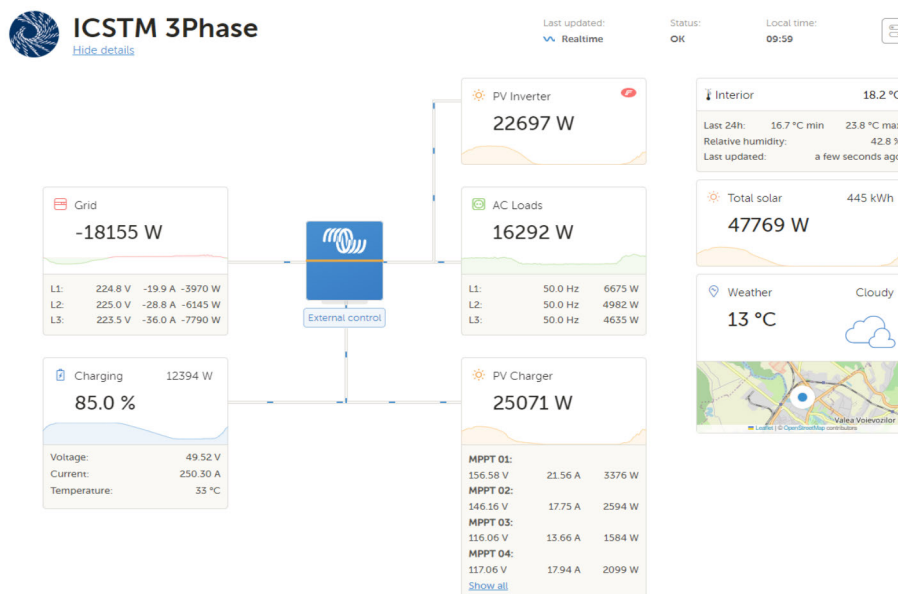 ICSTM 3Phase
Hide details
Last updated:
Realtime
Status:
OK
Local time:
09:59
PV Inverter
22697 W
Grid
-18155 W
L1: 224.8 V -19.9 A -3970 W
L2: 225.0 V -28.8 A -6145 W
L3: 223.5 V -36.0 A -7790 W
External control
AC Loads
16292 W
L1: 50.0 Hz 6675 W
L2: 50.0 Hz 4982 W
L3: 50.0 Hz 4635 W
Charging 12394 W
85.0 %
Voltage: 49.52 V
Current: 250.30 A
Temperature: 33 °C
PV Charger
25071 W
MPPT 01:
156.58 V 21.56 A 3376 W
MPPT 02:
146.16 V 17.75 A 2594 W
MPPT 03:
116.06 V 13.66 A 1584 W
MPPT 04:
117.06 V 17.94 A 2099 W
Show all
Interior 18.2 °C
Last 24h: 16.7 °C min 23.8 °C max
Relative humidity: 42.8 %
Last updated: a few seconds ago
Total solar 445 kWh
47769 W
Weather Cloudy
13 °C
Valea Voievozilor
Leaflet | © OpenStreetMap contributors